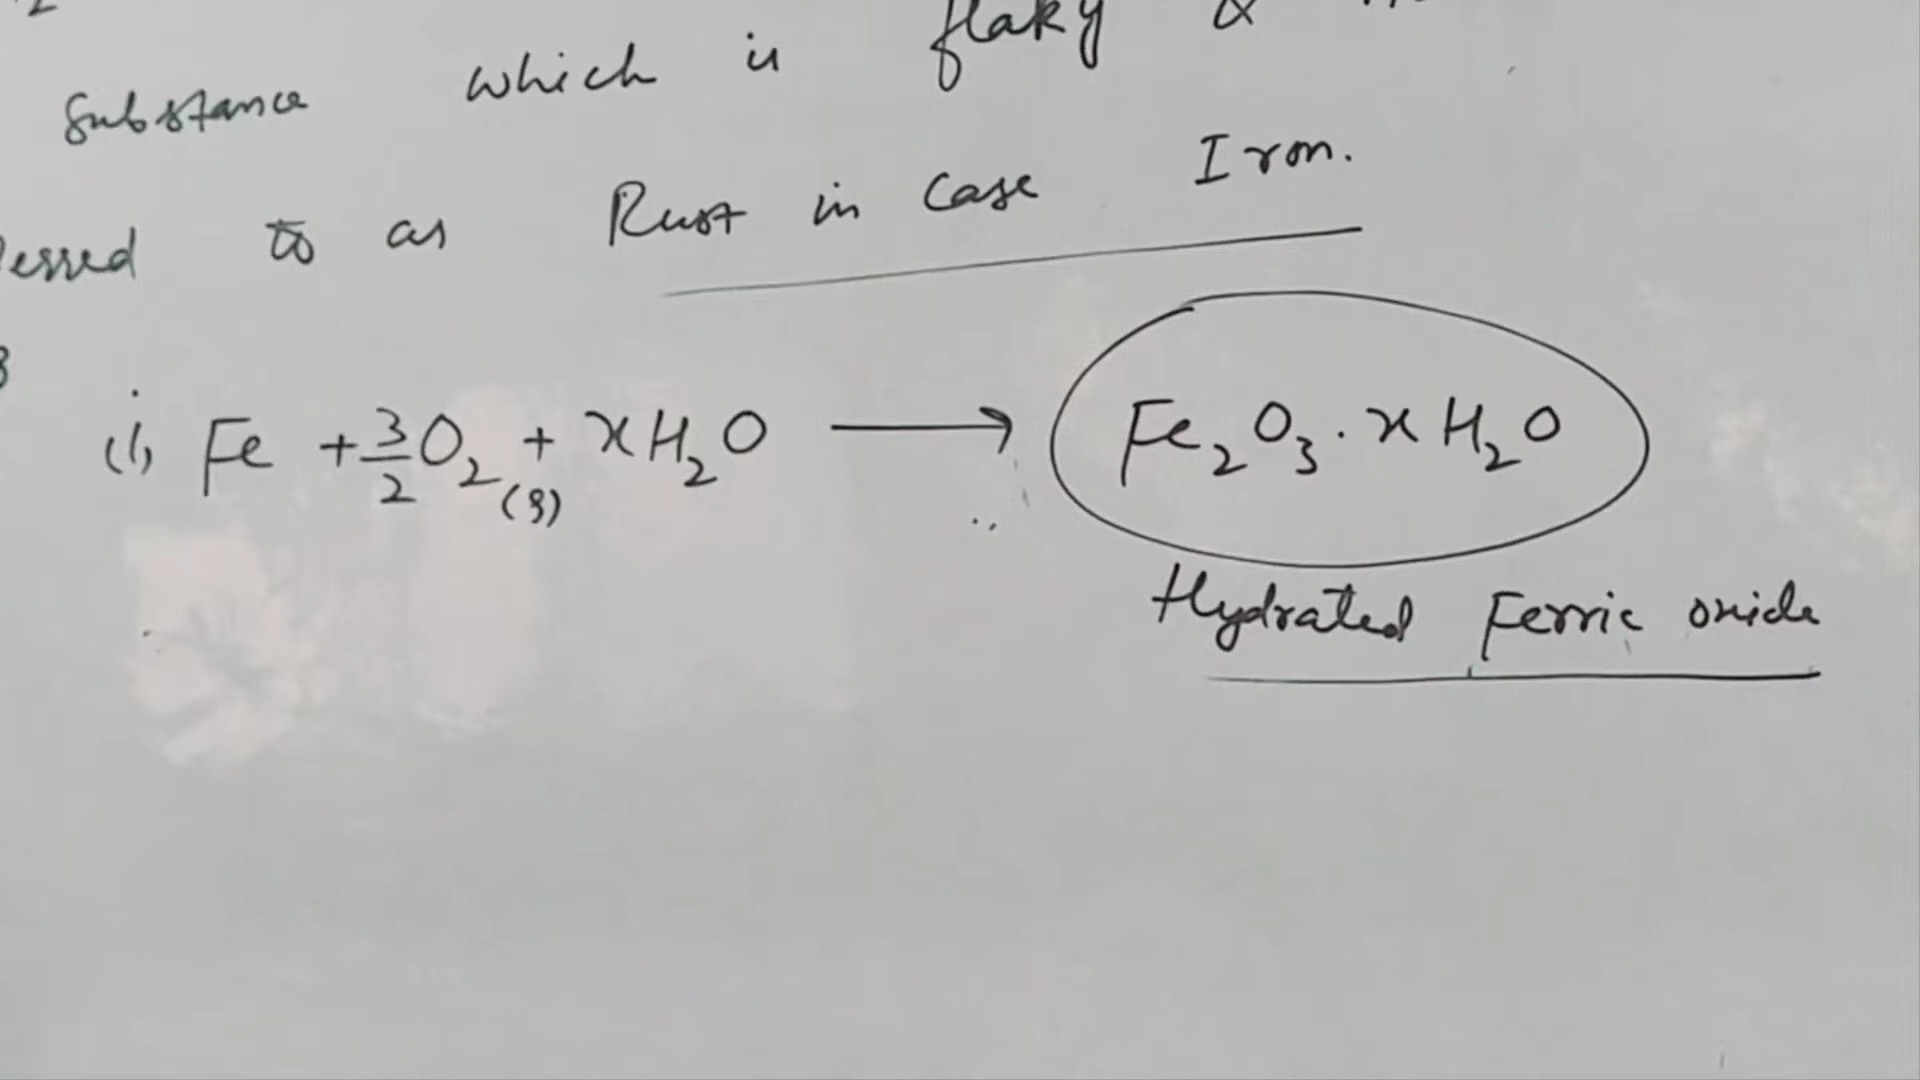 substance which is flaky &
to as Rust in case Iron.
(i) Fe + 3/2 O₂(g) + xH₂O → Fe₂O₃.xH₂O
Hydrated Ferric oxide